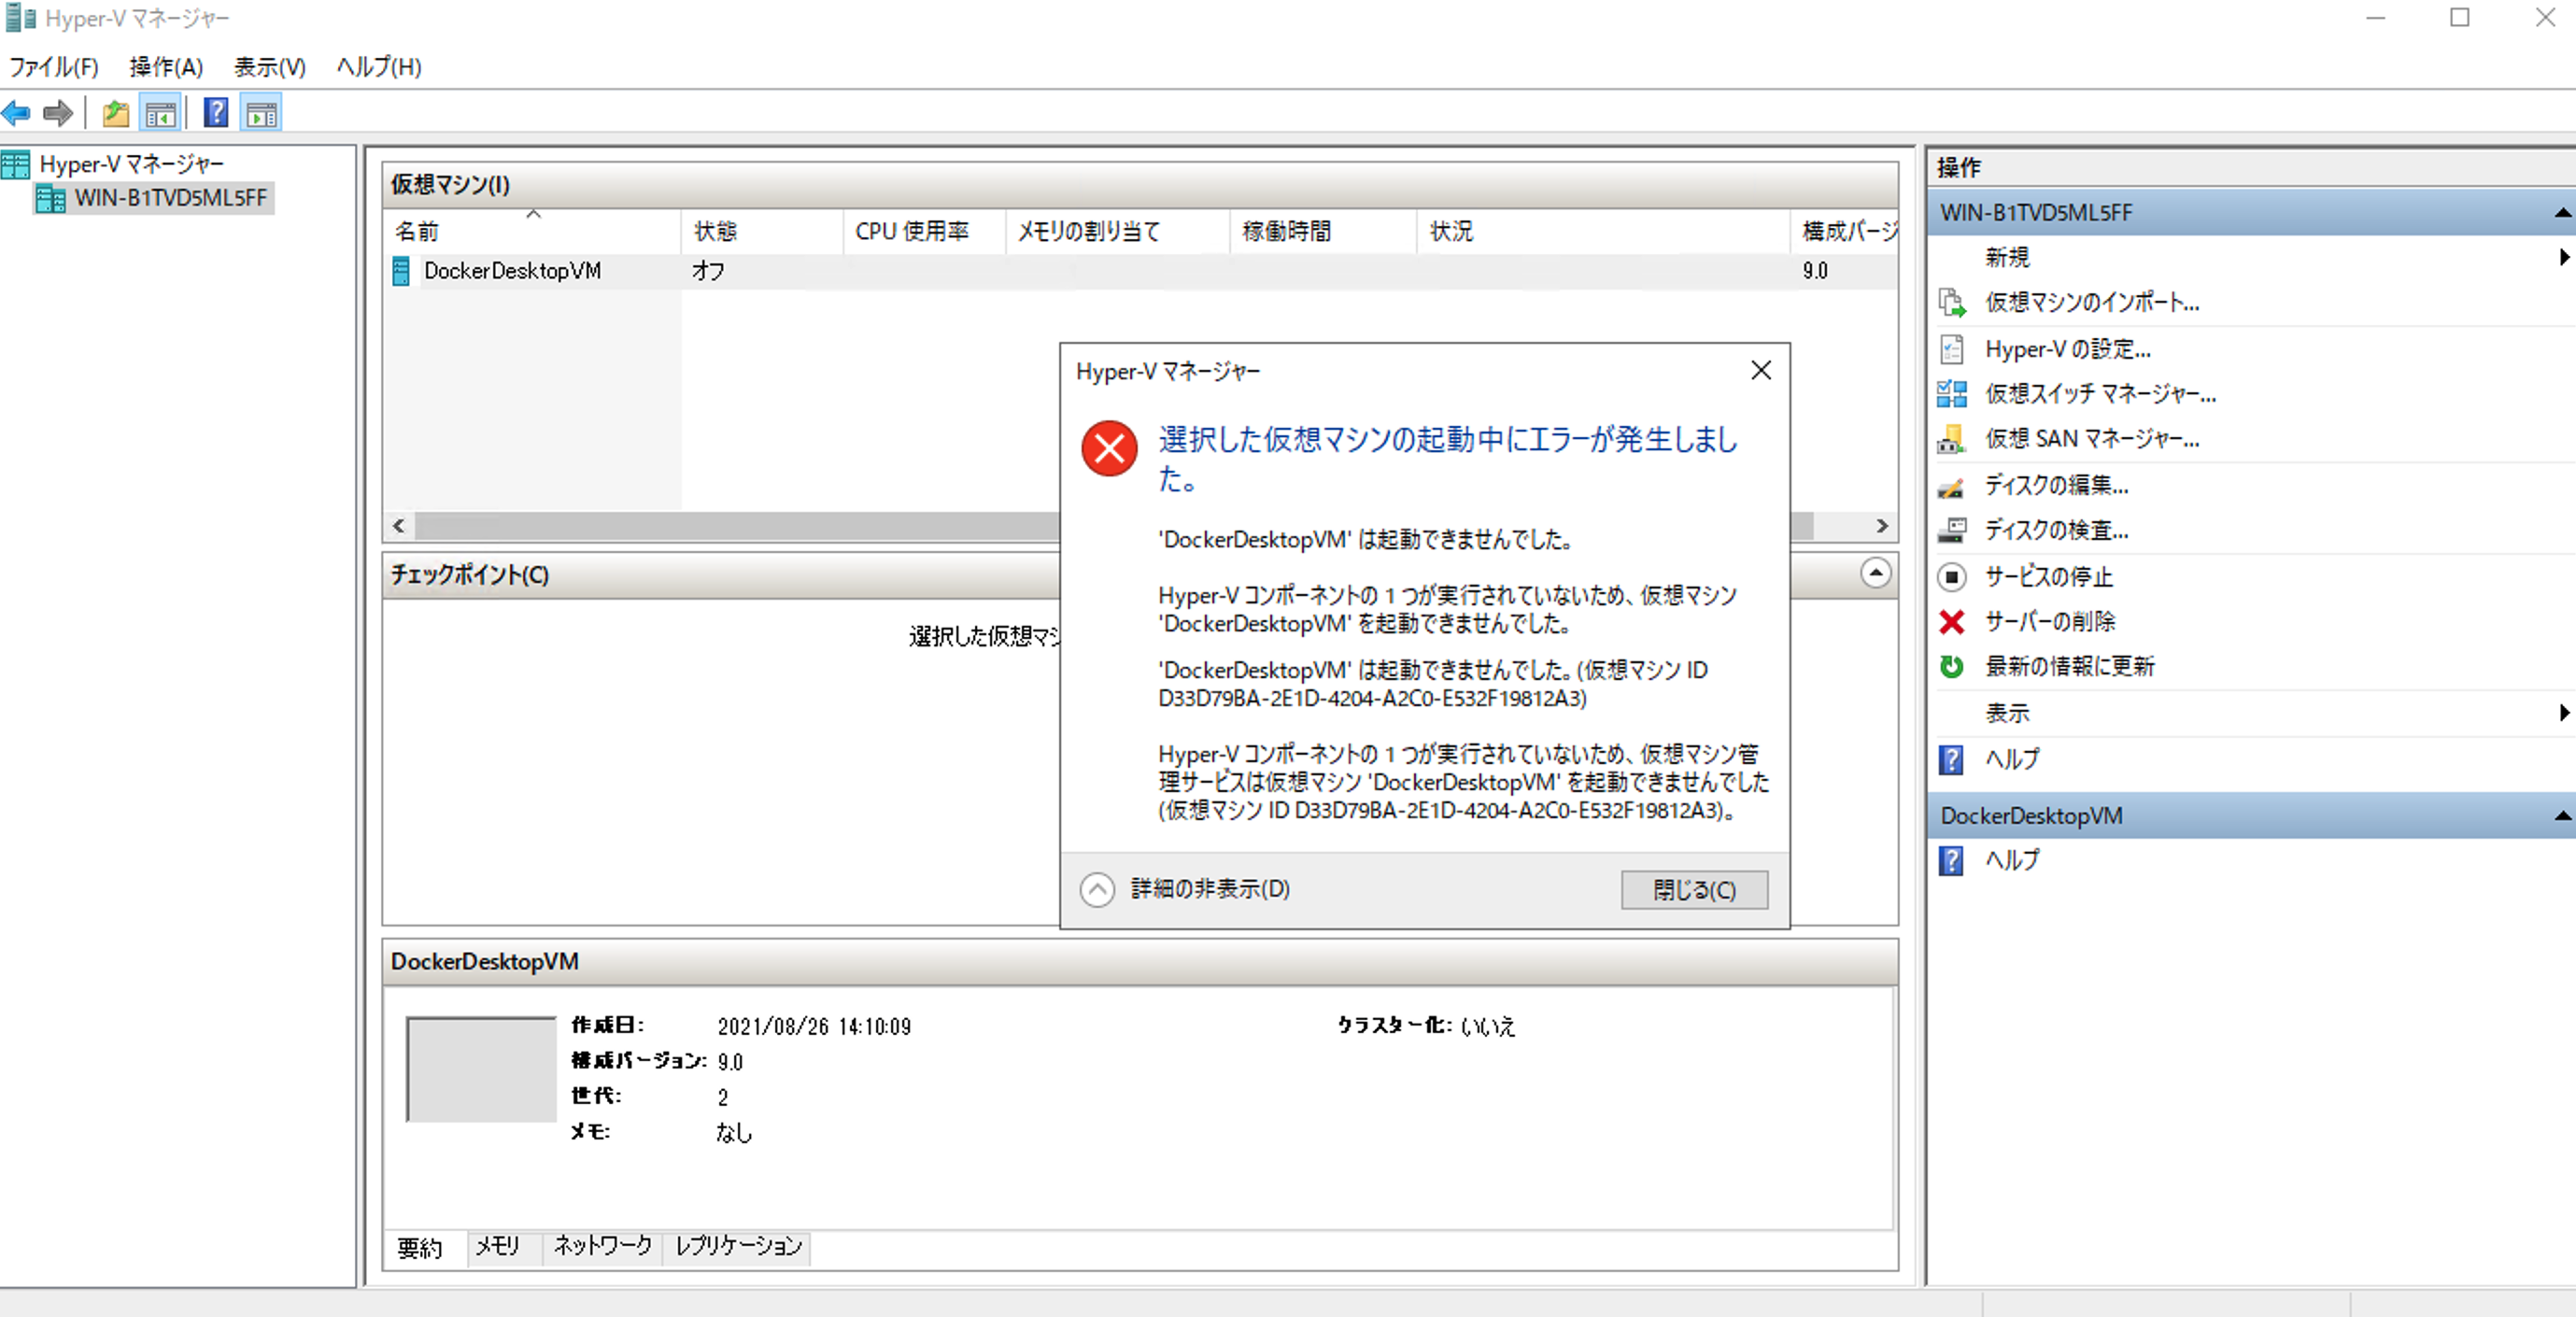 Hyper-V マネージャー
ファイル(F) 操作(A) 表示(V) ヘルプ(H)
Hyper-V マネージャー
WIN-B1TVD5ML5FF
仮想マシン(I)
名前 状態 CPU 使用率 メモリの割り当て 稼働時間 状況 構成バージ
DockerDesktopVM オフ 9.0
チェックポイント(C)
選択した仮想マシ
Hyper-V マネージャー
選択した仮想マシンの起動中にエラーが発生しまし
た。
'DockerDesktopVM' は起動できませんでした。
Hyper-V コンポーネントの 1 つが実行されていないため、仮想マシン
'DockerDesktopVM' を起動できませんでした。
'DockerDesktopVM' は起動できませんでした。(仮想マシン ID
D33D79BA-2E1D-4204-A2C0-E532F19812A3)
Hyper-V コンポーネントの 1 つが実行されていないため、仮想マシン管
理サービスは仮想マシン 'DockerDesktopVM' を起動できませんでした
(仮想マシン ID D33D79BA-2E1D-4204-A2C0-E532F19812A3)。
詳細の非表示(D) 閉じる(C)
DockerDesktopVM
作成日: 2021/08/26 14:10:09 クラスター化: いいえ
構成バージョン: 9.0
世代: 2
メモ: なし
要約 メモリ ネットワーク レプリケーション
操作
WIN-B1TVD5ML5FF
新規
仮想マシンのインポート...
Hyper-V の設定...
仮想スイッチ マネージャー...
仮想 SAN マネージャー...
ディスクの編集...
ディスクの検査...
サービスの停止
サーバーの削除
最新の情報に更新
表示
ヘルプ
DockerDesktopVM
ヘルプ